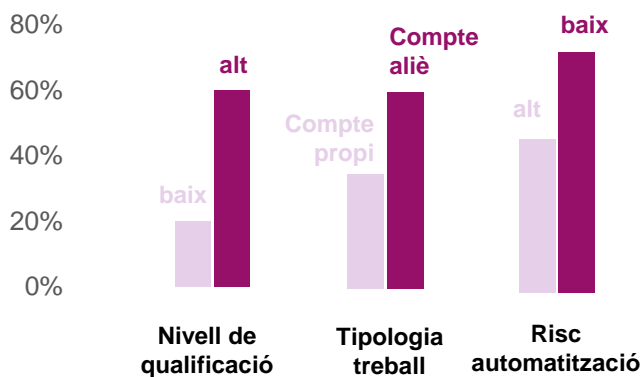 80%
60%
40%
20%
0%
baix
alt
Compte
propi
Compte
aliè
alt
baix
Nivell de
qualificació
Tipologia
treball
Risc
automatització